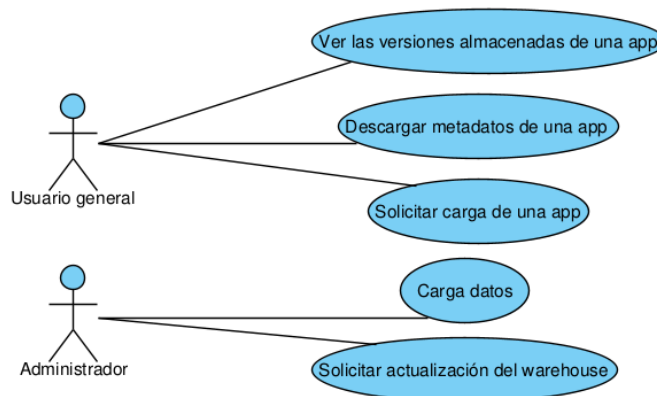 Ver las versiones almacenadas de una app
Descargar metadatos de una app
Usuario general
Solicitar carga de una app
Carga datos
Administrador
Solicitar actualización del warehouse